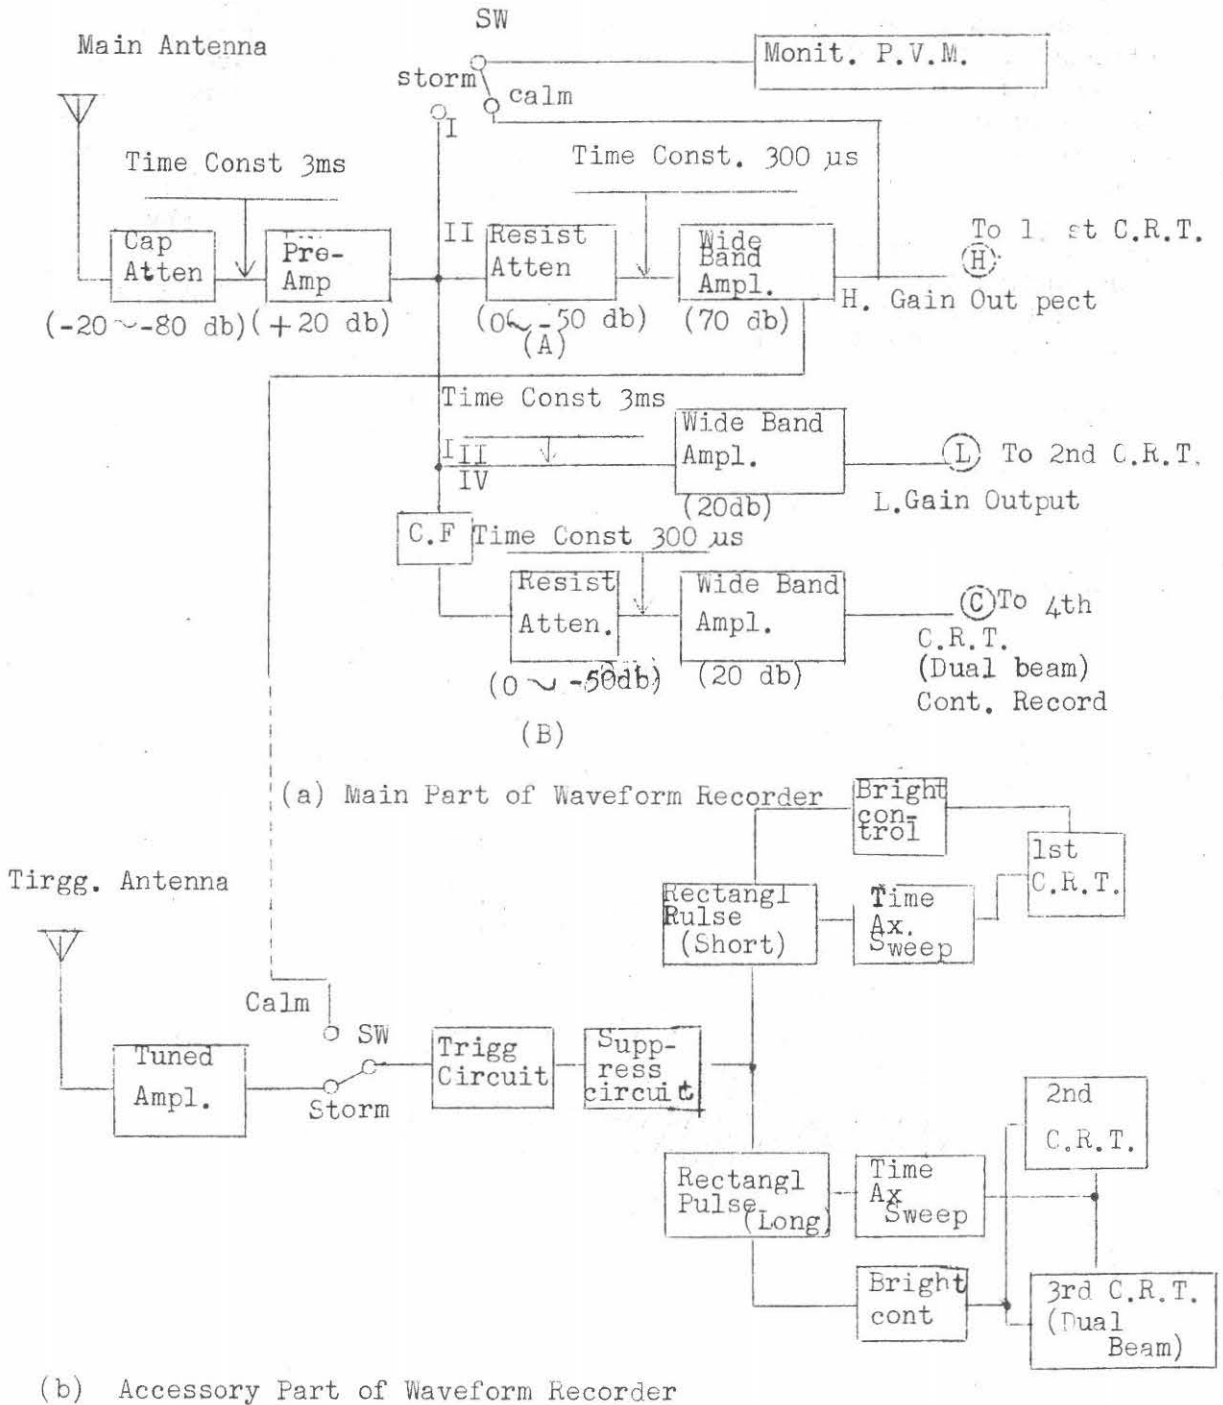 SW
Main Antenna
Monit. P.V.M.
storm
calm
I
Time Const 3ms
Time Const. 300 µs
Cap
Atten
Pre-
Amp
II
Resist
Atten
Wide
Band
Ampl.
To 1 st C.R.T.
H
H. Gain Out pect
(-20~-80 db)
(+20 db)
(0~-50 db)
(A)
(70 db)
Time Const 3ms
III
IV
Wide Band
Ampl.
(20db)
L
To 2nd C.R.T.
L.Gain Output
C.F
Time Const 300 µs
Resist
Atten.
(0 ~ -50db)
Wide Band
Ampl.
(20 db)
C
To 4th
C.R.T.
(Dual beam)
Cont. Record
(B)
(a) Main Part of Waveform Recorder
Bright
con-
trol
1st
C.R.T.
Tirgg. Antenna
Rectangl
Pulse
(Short)
Time
Ax.
Sweep
Calm
SW
Tuned
Ampl.
Storm
Trigg
Circuit
Supp-
ress
circuit
2nd
C.R.T.
Rectangl
Pulse
(Long)
Time
Ax
Sweep
Bright
cont
3rd C.R.T.
(Dual
Beam)
(b) Accessory Part of Waveform Recorder